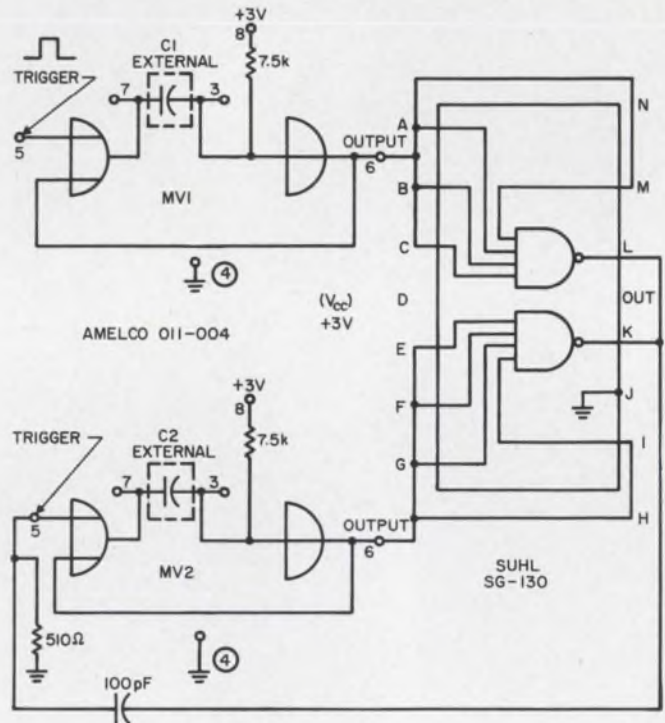 +3V
8
C1
EXTERNAL
7.5k
TRIGGER
7
3
5
OUTPUT
6
MV1
4
AMELCO 011-004
(VCC)
+3V
A
B
C
D
E
F
G
N
M
L
OUT
K
J
I
H
+3V
8
C2
EXTERNAL
7.5k
TRIGGER
7
3
5
OUTPUT
6
MV2
4
510Ω
100pF
SUHL
SG-130